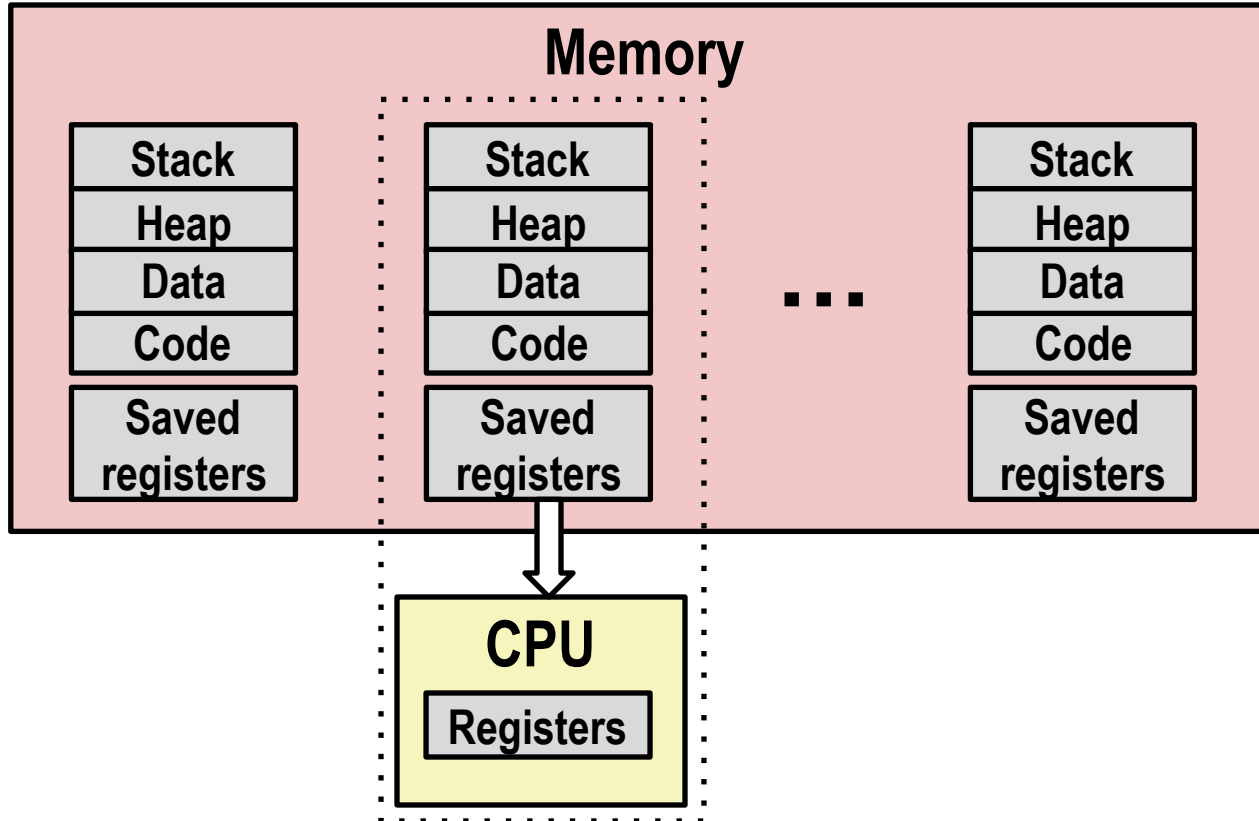 Memory
Stack
Heap
Data
Code
Saved
registers
Stack
Heap
Data
Code
Saved
registers
...
Stack
Heap
Data
Code
Saved
registers
CPU
Registers